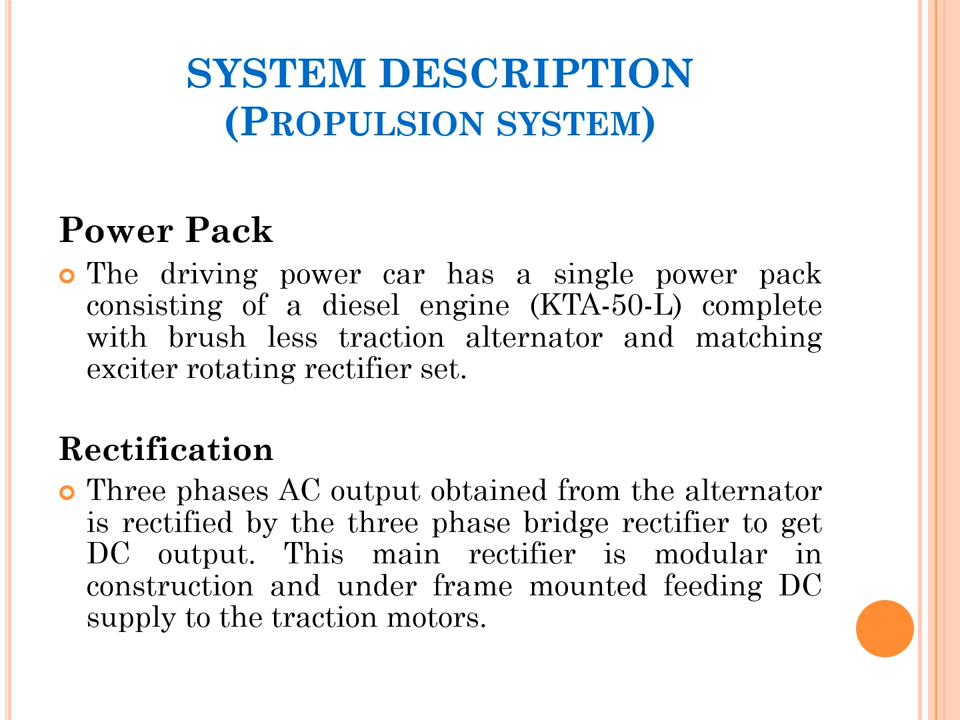 SYSTEM DESCRIPTION
(PROPULSION SYSTEM)
Power Pack
The driving power car has a single power pack
consisting of a diesel engine (KTA-50-L) complete
with brush less traction alternator and matching
exciter rotating rectifier set.
Rectification
Three phases AC output obtained from the alternator
is rectified by the three phase bridge rectifier to get
DC output. This main rectifier is modular in
construction and under frame mounted feeding DC
supply to the traction motors.